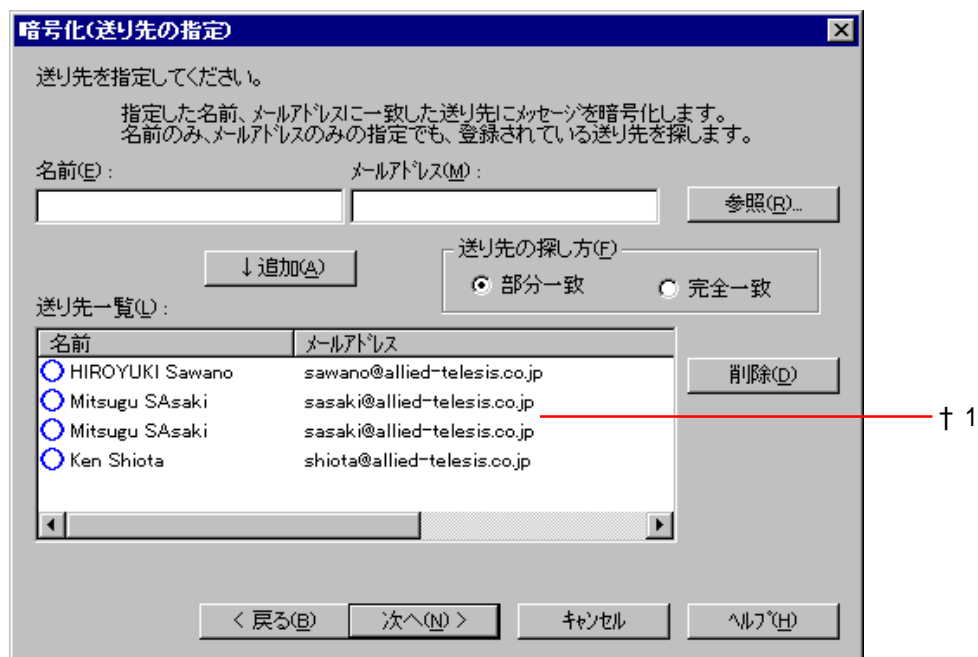 暗号化(送り先の指定)
送り先を指定してください。
指定した名前、メールアドレスに一致した送り先にメッセージを暗号化します。
名前のみ、メールアドレスのみの指定でも、登録されている送り先を探します。
名前(E): メールアドレス(M):
参照(R)...
送り先の探し方(F)
↓追加(A)
部分一致 完全一致
送り先一覧(L):
名前 メールアドレス
HIROYUKI Sawano sawano@allied-telesis.co.jp
削除(D)
Mitsugu SAsaki sasaki@allied-telesis.co.jp
† 1
Mitsugu SAsaki sasaki@allied-telesis.co.jp
Ken Shiota shiota@allied-telesis.co.jp
< 戻る(B) 次へ(N) > キャンセル ヘルプ(H)